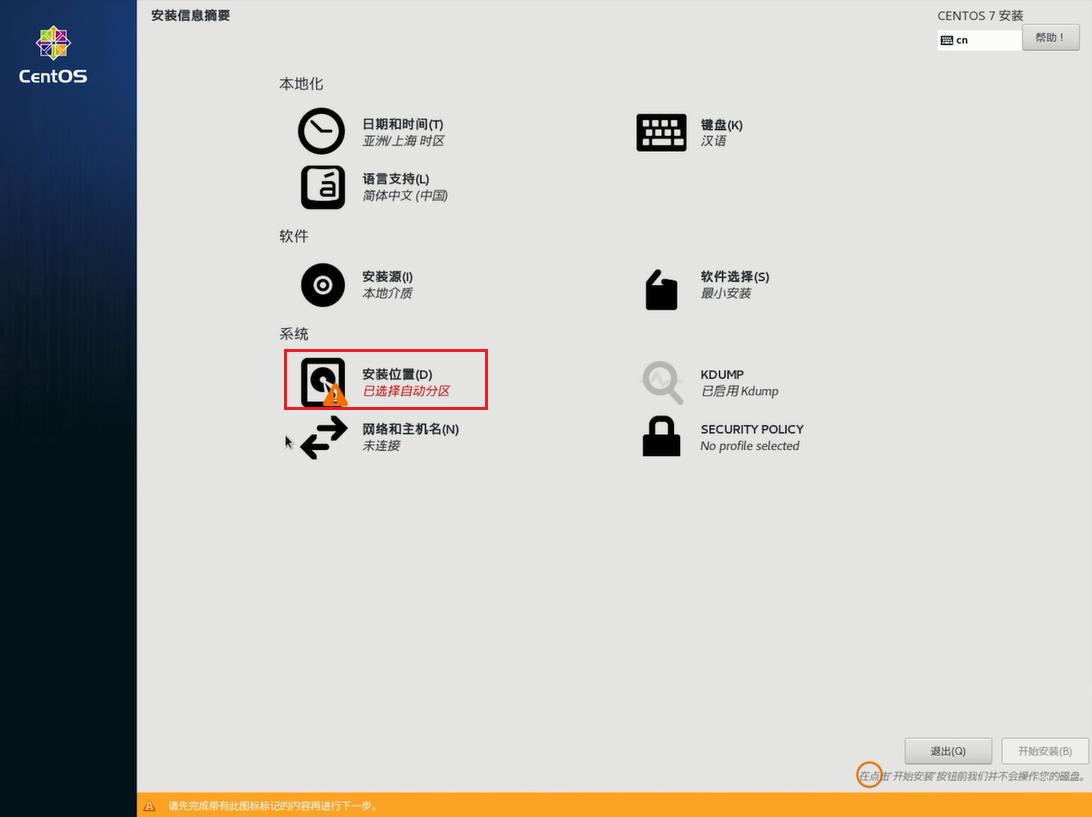 安装信息摘要
CENTOS 7 安装
cn
帮助！
CentOS
本地化
日期和时间(T)
亚洲/上海 时区
键盘(K)
汉语
á
语言支持(L)
简体中文 (中国)
软件
安装源(I)
本地介质
软件选择(S)
最小安装
系统
安装位置(D)
已选择自动分区
KDUMP
已启用 Kdump
网络和主机名(N)
未连接
SECURITY POLICY
No profile selected
退出(Q)
开始安装(B)
在点击'开始安装'按钮前我们并不会操作您的磁盘。
请先完成带有此图标标记的内容再进行下一步。